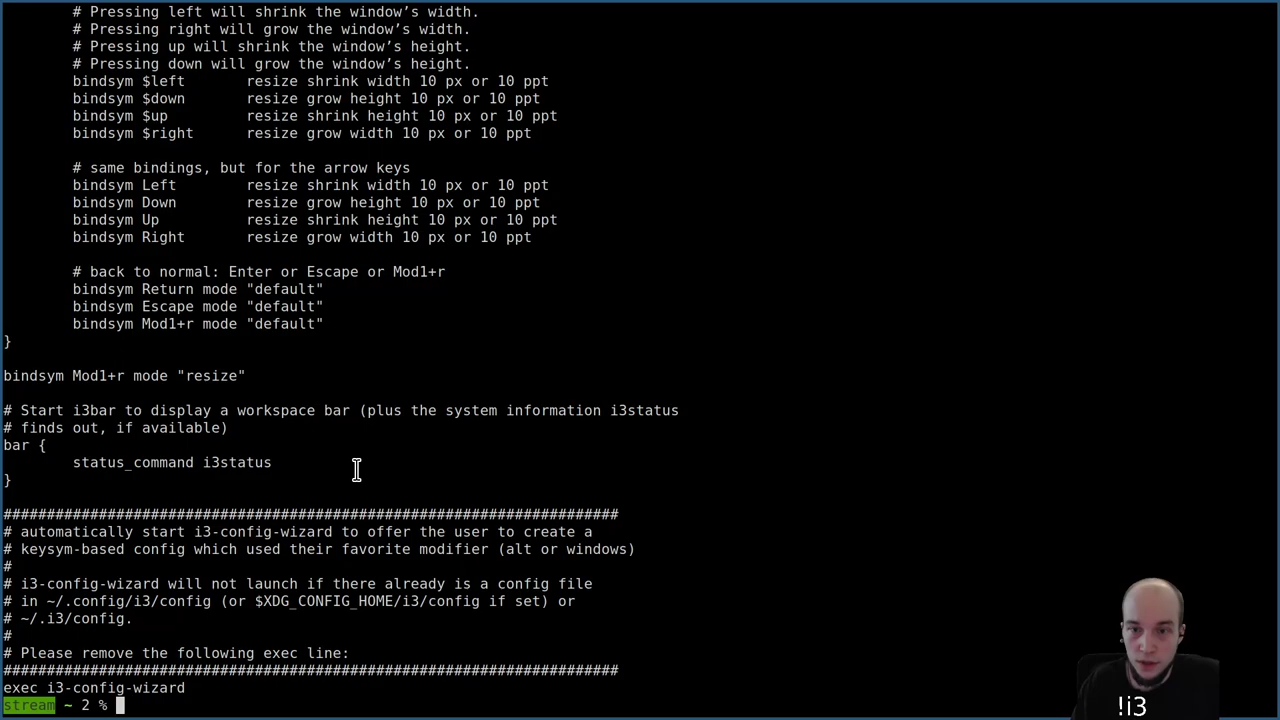 # Pressing left will shrink the window’s width.
# Pressing right will grow the window’s width.
# Pressing up will shrink the window’s height.
# Pressing down will grow the window’s height.
bindsym $left       resize shrink width 10 px or 10 ppt
bindsym $down       resize grow height 10 px or 10 ppt
bindsym $up         resize shrink height 10 px or 10 ppt
bindsym $right      resize grow width 10 px or 10 ppt
# same bindings, but for the arrow keys
bindsym Left        resize shrink width 10 px or 10 ppt
bindsym Down        resize grow height 10 px or 10 ppt
bindsym Up          resize shrink height 10 px or 10 ppt
bindsym Right       resize grow width 10 px or 10 ppt
# back to normal: Enter or Escape or Mod1+r
bindsym Return mode "default"
bindsym Escape mode "default"
bindsym Mod1+r mode "default"
}
bindsym Mod1+r mode "resize"
# Start i3bar to display a workspace bar (plus the system information i3status
# finds out, if available)
bar {
status_command i3status
}
#######################################################################
# automatically start i3-config-wizard to offer the user to create a
# keysym-based config which used their favorite modifier (alt or windows)
#
# i3-config-wizard will not launch if there already is a config file
# in ~/.config/i3/config (or $XDG_CONFIG_HOME/i3/config if set) or
# ~/.i3/config.
#
# Please remove the following exec line:
#######################################################################
exec i3-config-wizard
stream ~ 2 %
!i3